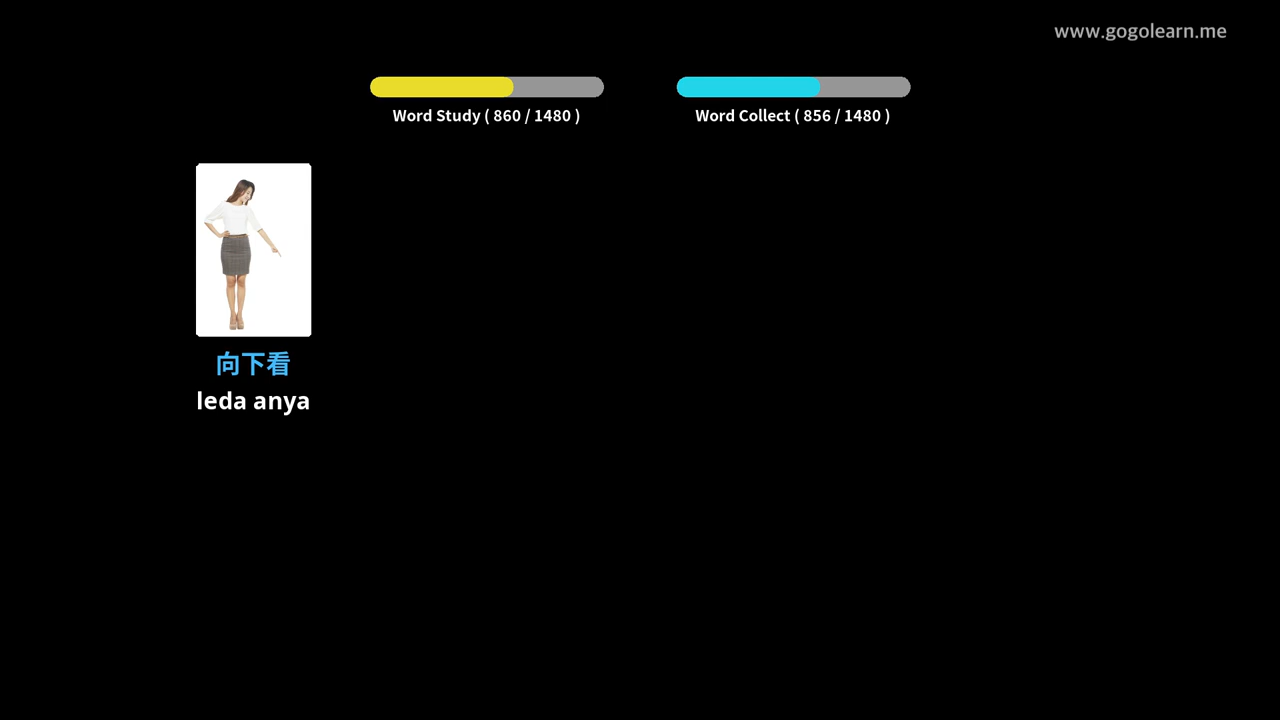 www.gogolearn.me
Word Study ( 860 / 1480 )
Word Collect ( 856 / 1480 )
向下看
leda anya